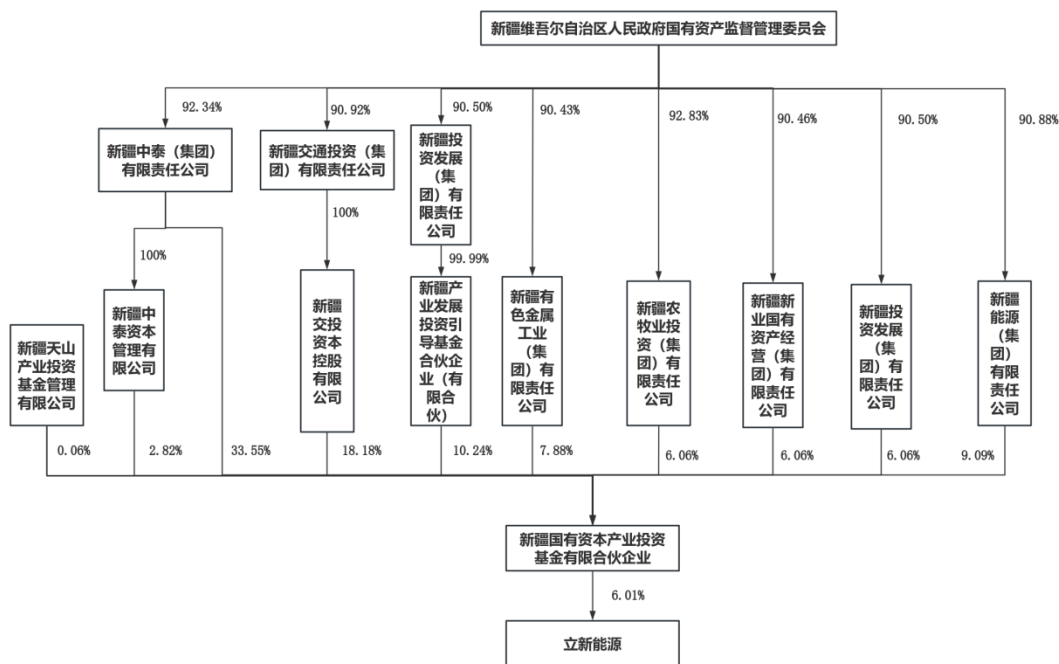 新疆维吾尔自治区人民政府国有资产监督管理委员会
92.34%
90.92%
90.50%
90.43%
92.83%
90.46%
90.50%
90.88%
新疆中泰（集团）
有限责任公司
新疆交通投资（集
团）有限责任公司
新疆投
资发展
（集
团）有
限责任
公司
100%
100%
99.99%
新疆天山
产业投资
基金管理
有限公司
新疆中
泰资本
管理有
限公司
新疆
交投资
本控股
有限公
司
新疆产
业发展
投资引
导基金
合伙企
业（有
限合
伙）
新疆有
色金属
工业
（集
团）有
限责任
公司
新疆农
牧业投
资（集
团）有
限责任
公司
新疆新
业国有
资产经
营（集
团）有
限责任
公司
新疆投
资发展
（集
团）有
限责任
公司
新疆
能源
（集
团）
有限
责任
公司
0.06%
2.82%
33.55%
18.18%
10.24%
7.88%
6.06%
6.06%
6.06%
9.09%
新疆国有资本产业投资
基金有限合伙企业
6.01%
立新能源